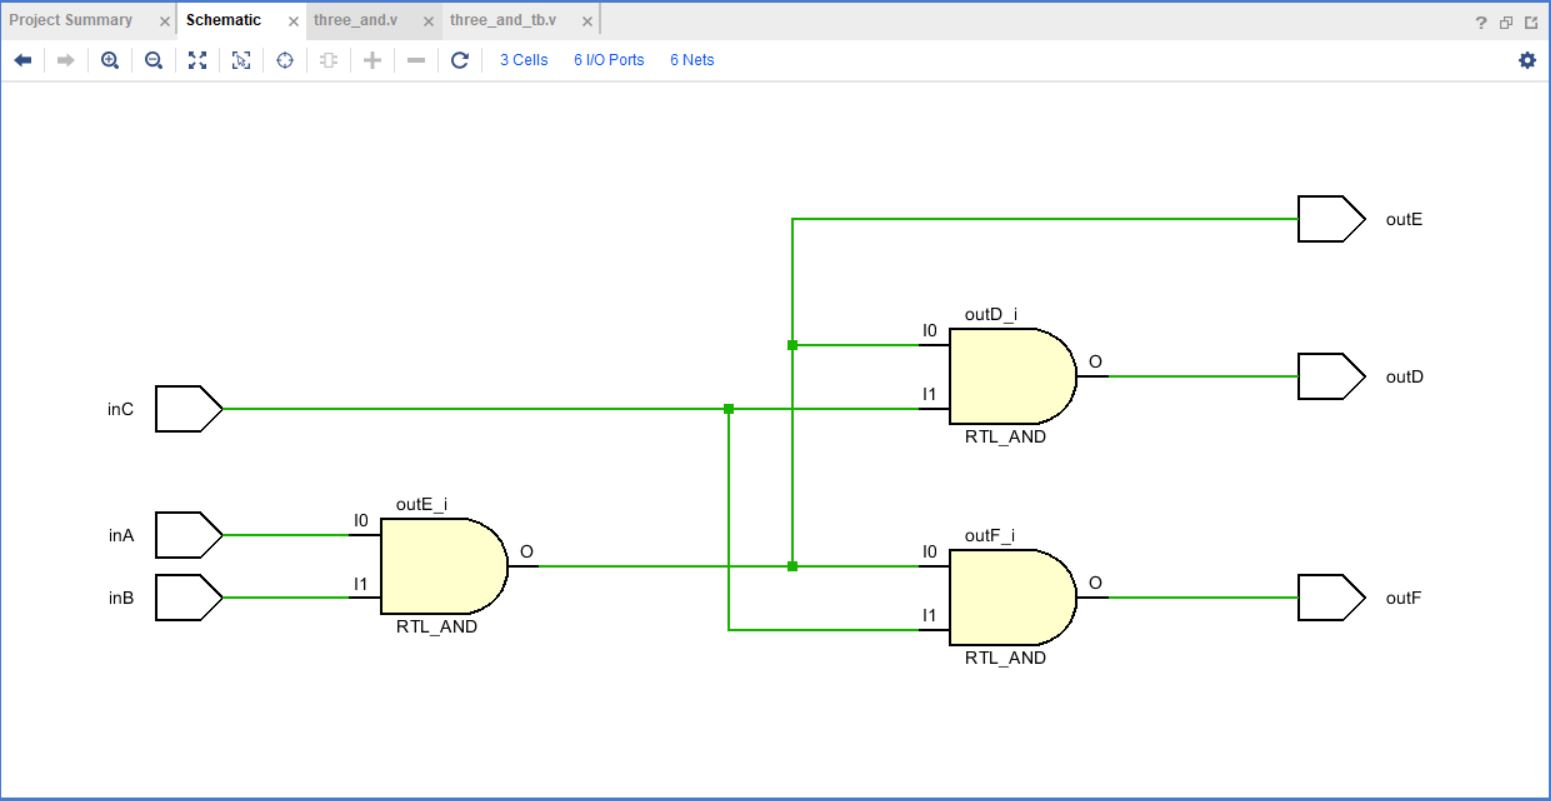 Project Summary
Schematic
three_and.v
three_and_tb.v
3 Cells
6 I/O Ports
6 Nets
outE
outD_i
I0
I1
O
RTL_AND
outD
inC
inA
inB
outE_i
I0
I1
O
RTL_AND
outF_i
I0
I1
O
RTL_AND
outF